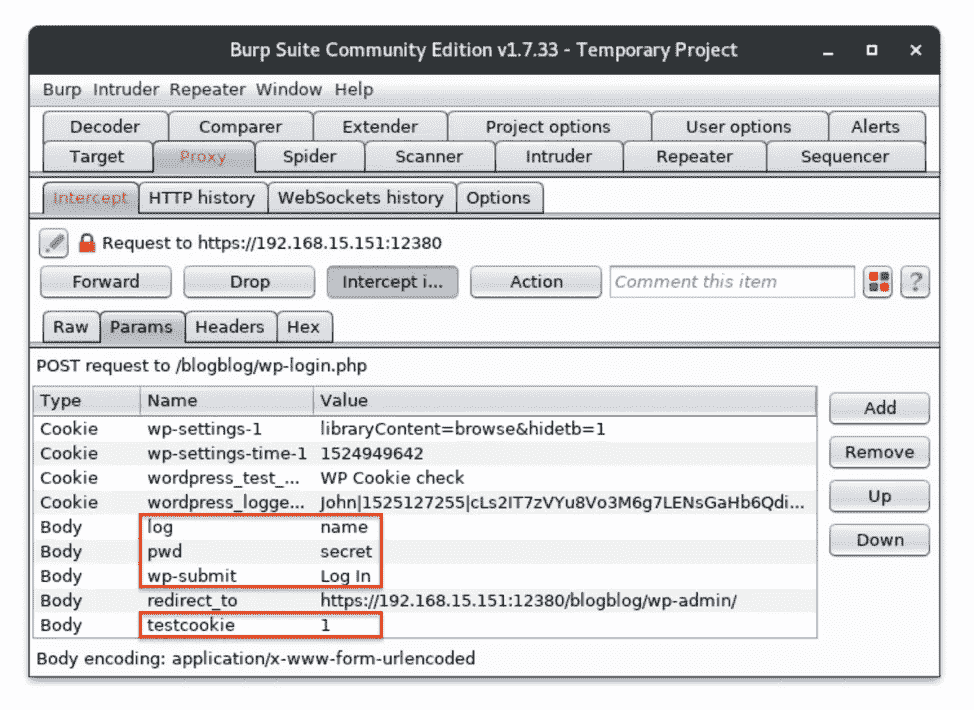 Burp Suite Community Edition v1.7.33 - Temporary Project
Burp Intruder Repeater Window Help
Decoder Comparer Extender Project options User options Alerts
Target Proxy Spider Scanner Intruder Repeater Sequencer
Intercept HTTP history WebSockets history Options
Request to https://192.168.15.151:12380
Forward Drop Intercept i... Action Comment this item ?
Raw Params Headers Hex
POST request to /blogblog/wp-login.php
Type Name Value
Cookie wp-settings-1 libraryContent=browse&hidetb=1
Cookie wp-settings-time-1 1524949642
Cookie wordpress_test_... WP Cookie check
Cookie wordpress_logge... John|1525127255|cLs2IT7zVYu8Vo3M6g7LENsGaHb6Qdi...
Body log name
Body pwd secret
Body wp-submit Log In
Body redirect_to https://192.168.15.151:12380/blogblog/wp-admin/
Body testcookie 1
Add
Remove
Up
Down
Body encoding: application/x-www-form-urlencoded